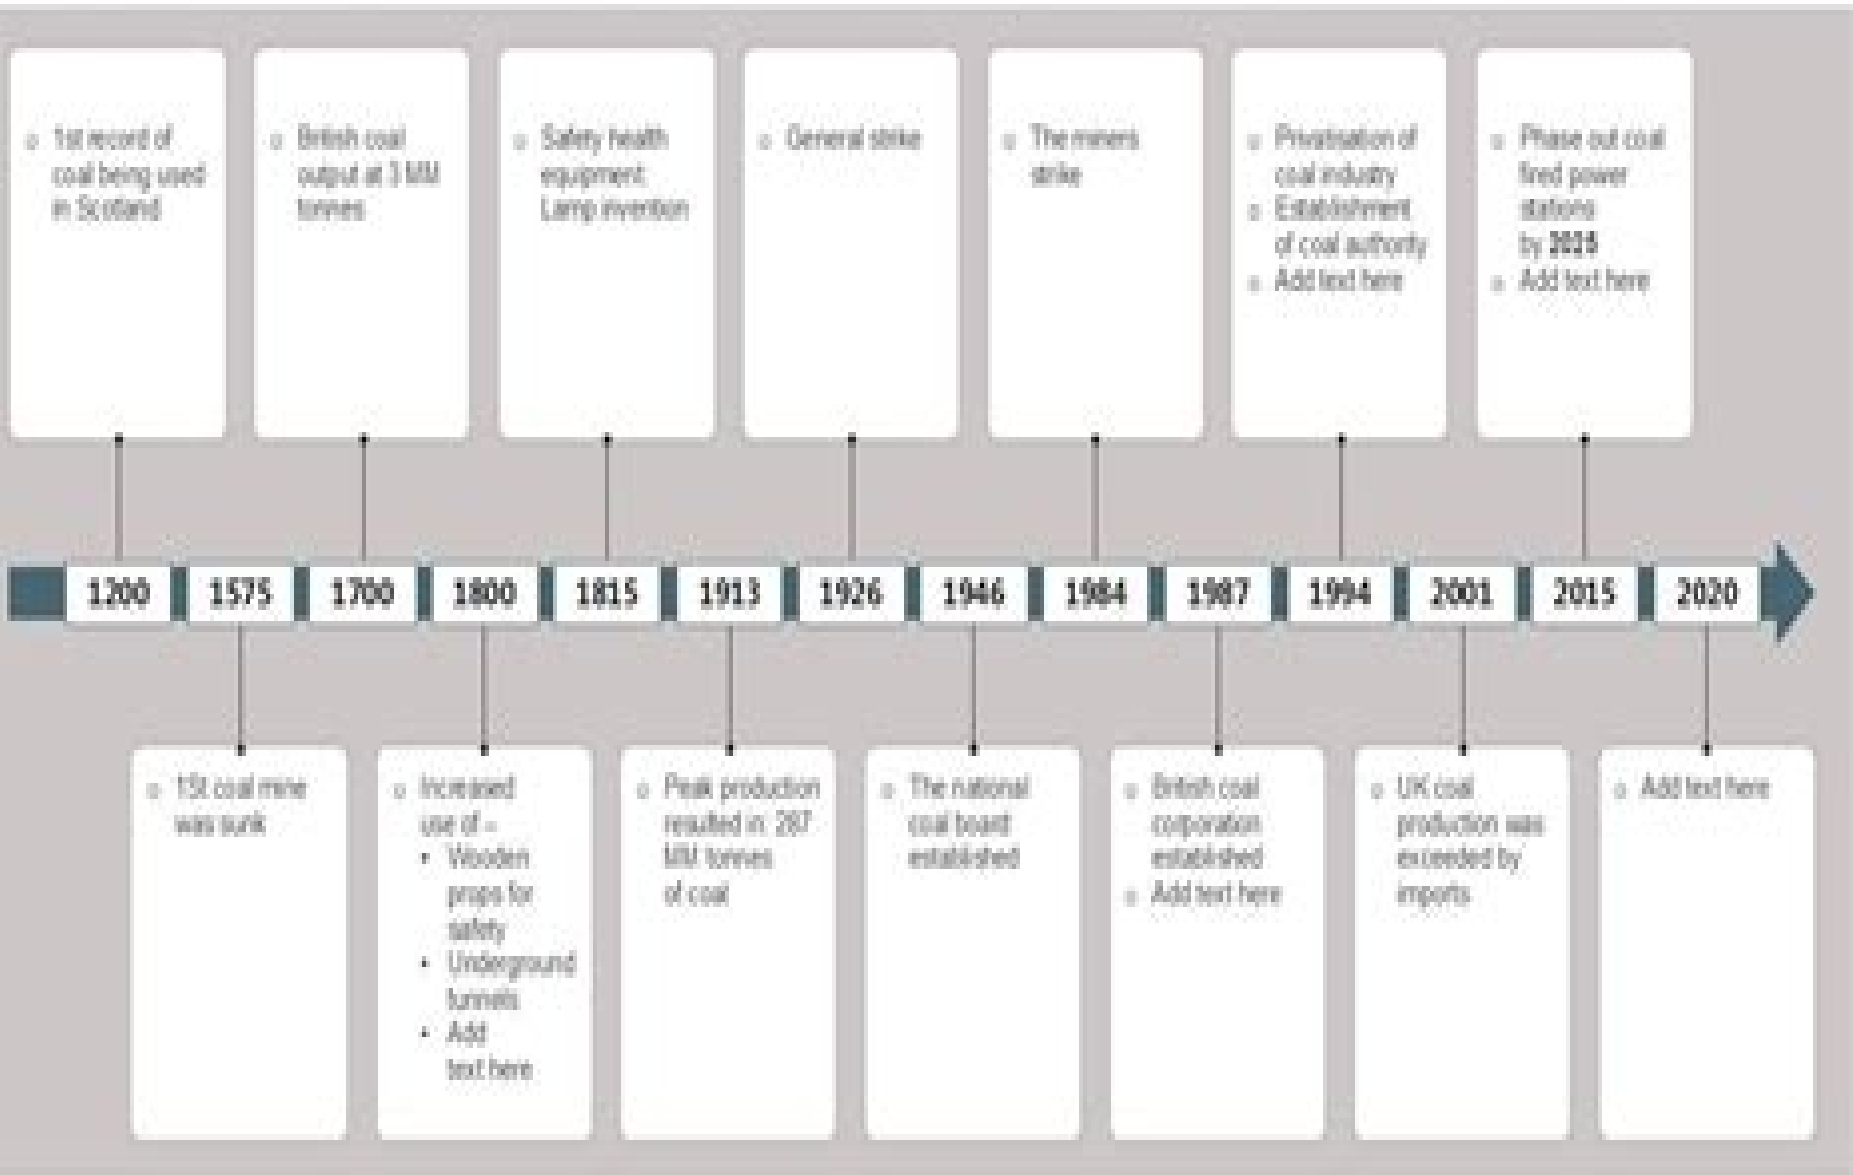 1st record of
coal being used
in Scotland
British coal
output at 3 MM
tonnes
Safety health
equipment
Lamp invention
General strike
The miners
strike
Privatisation of
coal industry
Establishment
of coal authority
Add text here
Phase out coal
fired power
stations
by 2025
Add text here
1200
1575
1700
1800
1815
1913
1926
1946
1984
1987
1994
2001
2015
2020
1St coal mine
was sunk
Increased
use of –
• Wooden
props for
safety
• Underground
tunnels
• Add
text here
Peak production
resulted in 287
MM tonnes
of coal
The national
coal board
established
British coal
corporation
established
Add text here
UK coal
production was
exceeded by
imports
Add text here